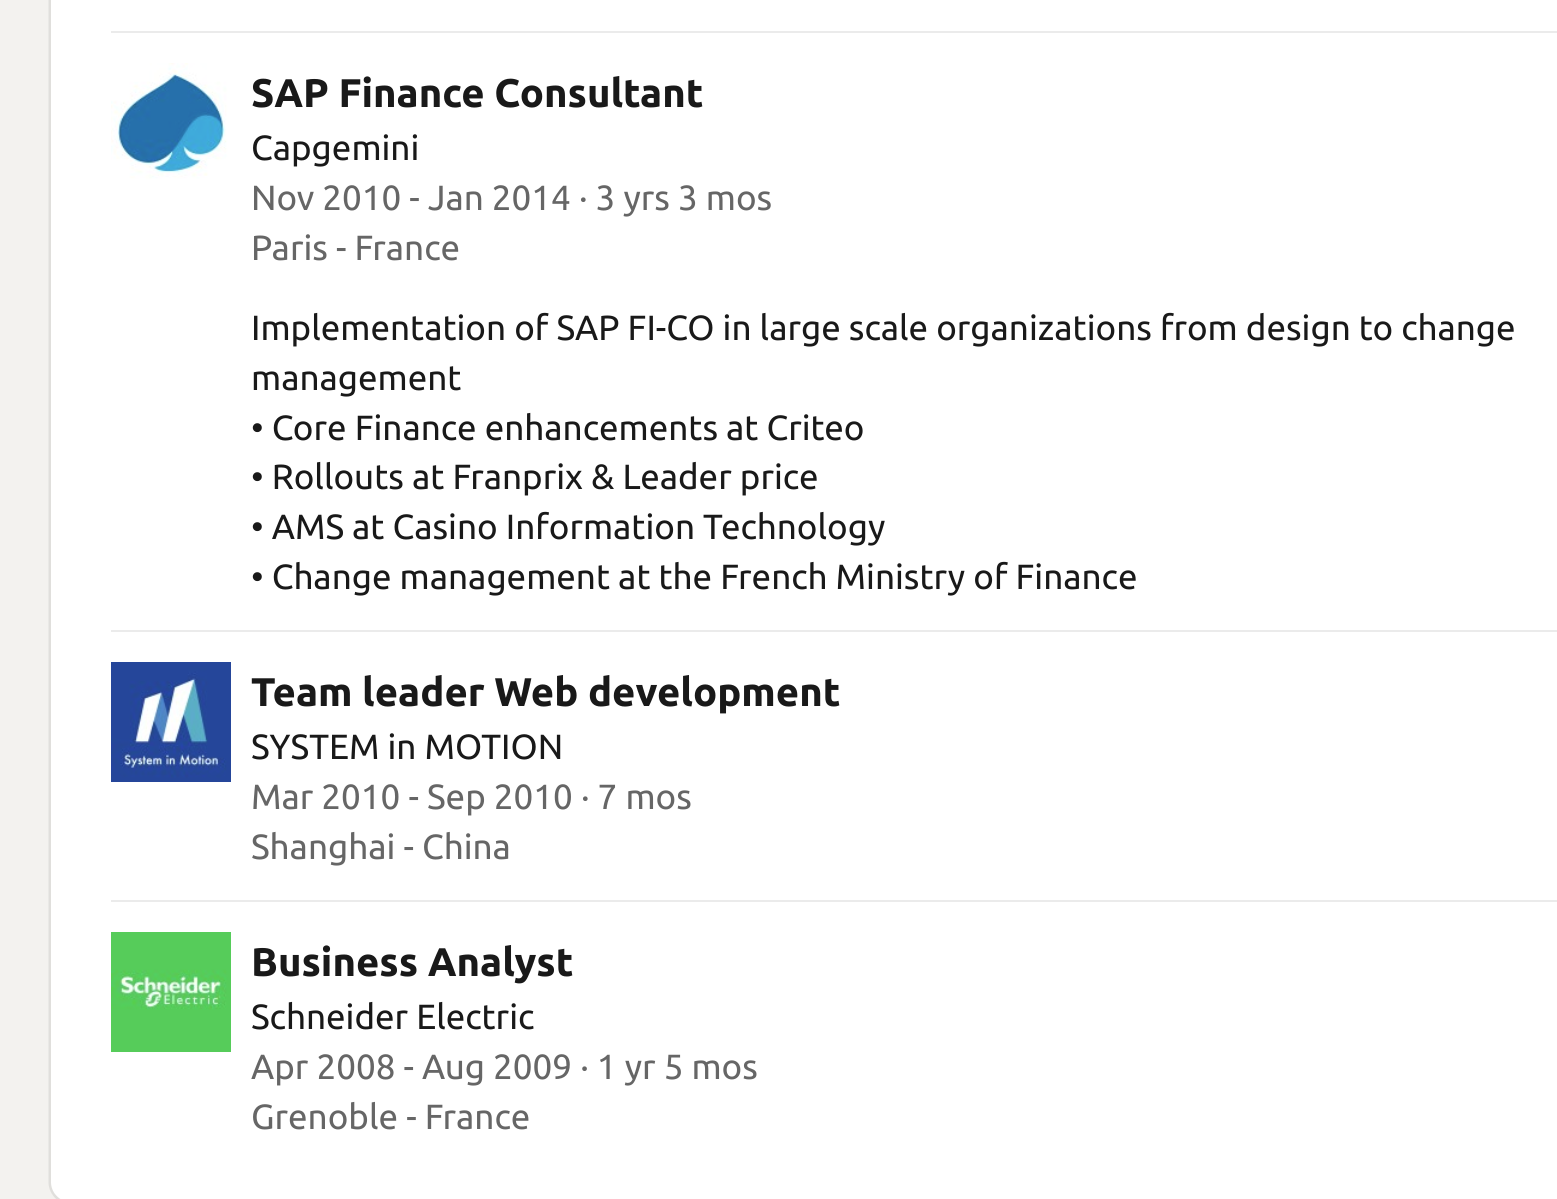 SAP Finance Consultant
Capgemini
Nov 2010 - Jan 2014 · 3 yrs 3 mos
Paris - France
Implementation of SAP FI-CO in large scale organizations from design to change
management
• Core Finance enhancements at Criteo
• Rollouts at Franprix & Leader price
• AMS at Casino Information Technology
• Change management at the French Ministry of Finance
System in Motion
Team leader Web development
SYSTEM in MOTION
Mar 2010 - Sep 2010 · 7 mos
Shanghai - China
Schneider
Electric
Business Analyst
Schneider Electric
Apr 2008 - Aug 2009 · 1 yr 5 mos
Grenoble - France